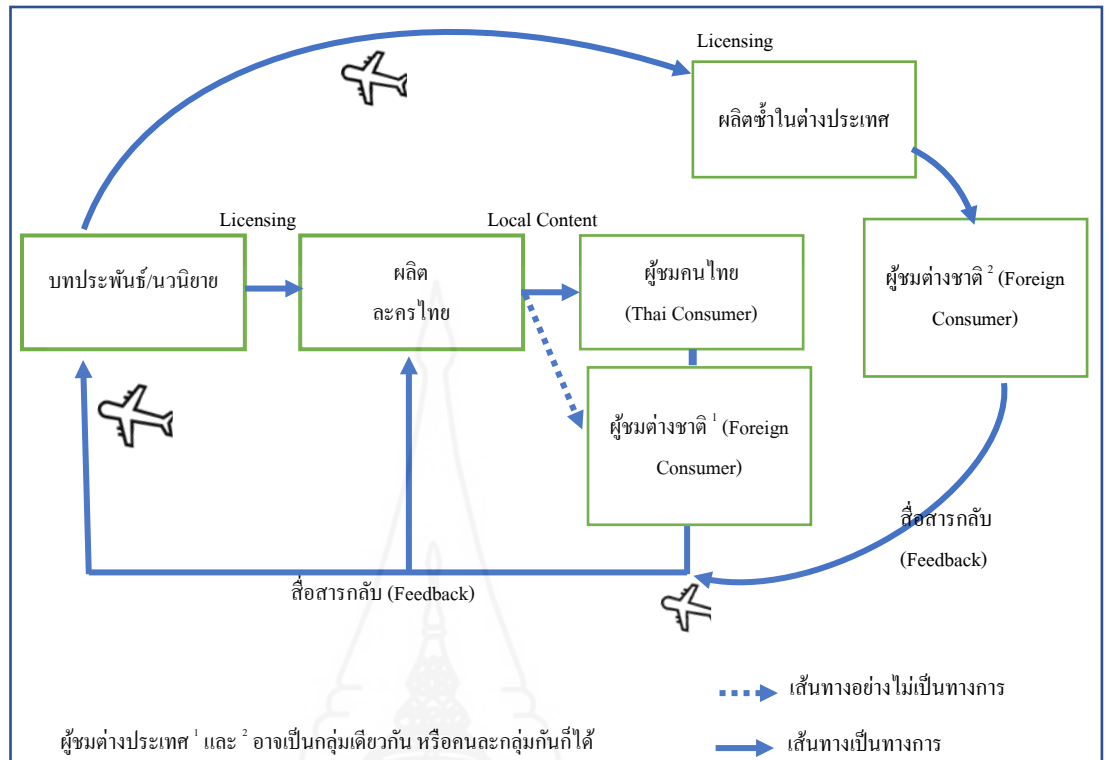 Licensing
ผลิตซ้ำในต่างประเทศ
Licensing
Local Content
บทประพันธ์/นวนิยาย
ผลิต
ละครไทย
ผู้ชมคนไทย
(Thai Consumer)
ผู้ชมต่างชาติ ² (Foreign
Consumer)
ผู้ชมต่างชาติ ¹ (Foreign
Consumer)
สื่อสารกลับ
(Feedback)
สื่อสารกลับ (Feedback)
เส้นทางอย่างไม่เป็นทางการ
ผู้ชมต่างประเทศ ¹ และ ² อาจเป็นกลุ่มเดียวกัน หรือคนละกลุ่มกันก็ได้
เส้นทางเป็นทางการ